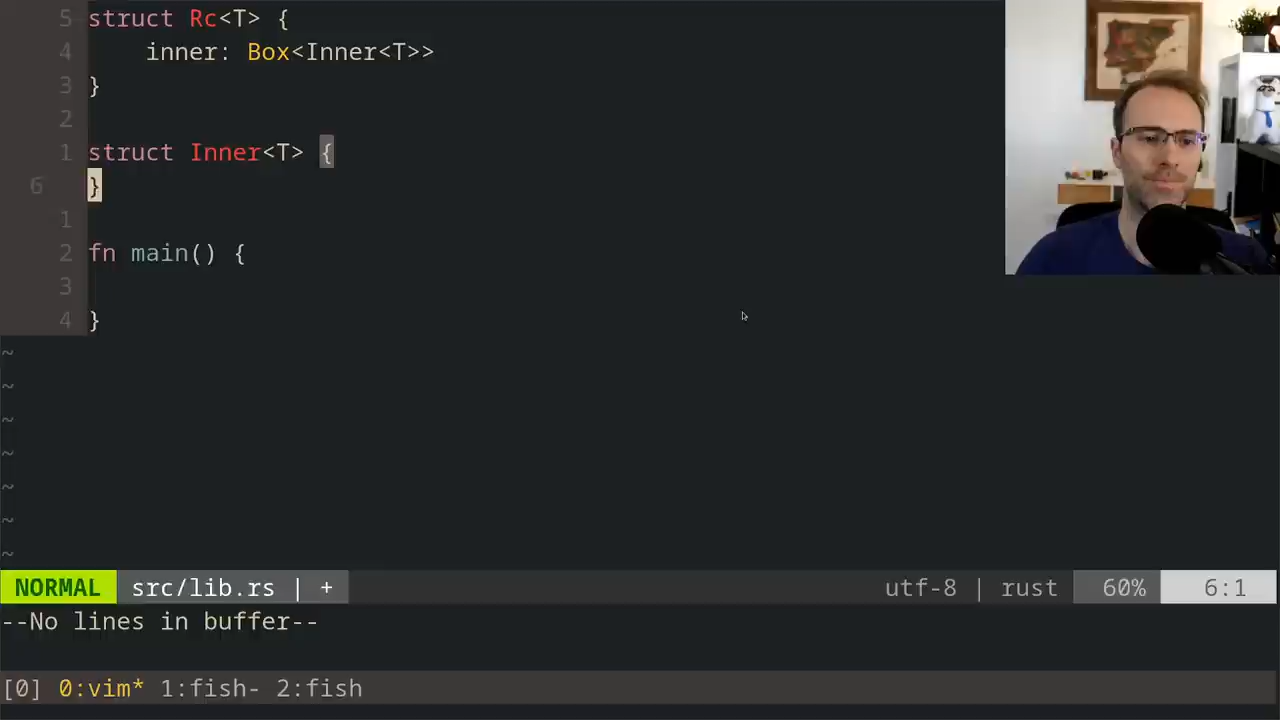 5 struct Rc<T> {
4     inner: Box<Inner<T>>
3 }
2
1 struct Inner<T> {
6 }
1
2 fn main() {
3
4 }
~
~
~
~
~
~
~
NORMAL src/lib.rs | + utf-8 | rust 60% 6:1
--No lines in buffer--
[0] 0:vim* 1:fish- 2:fish